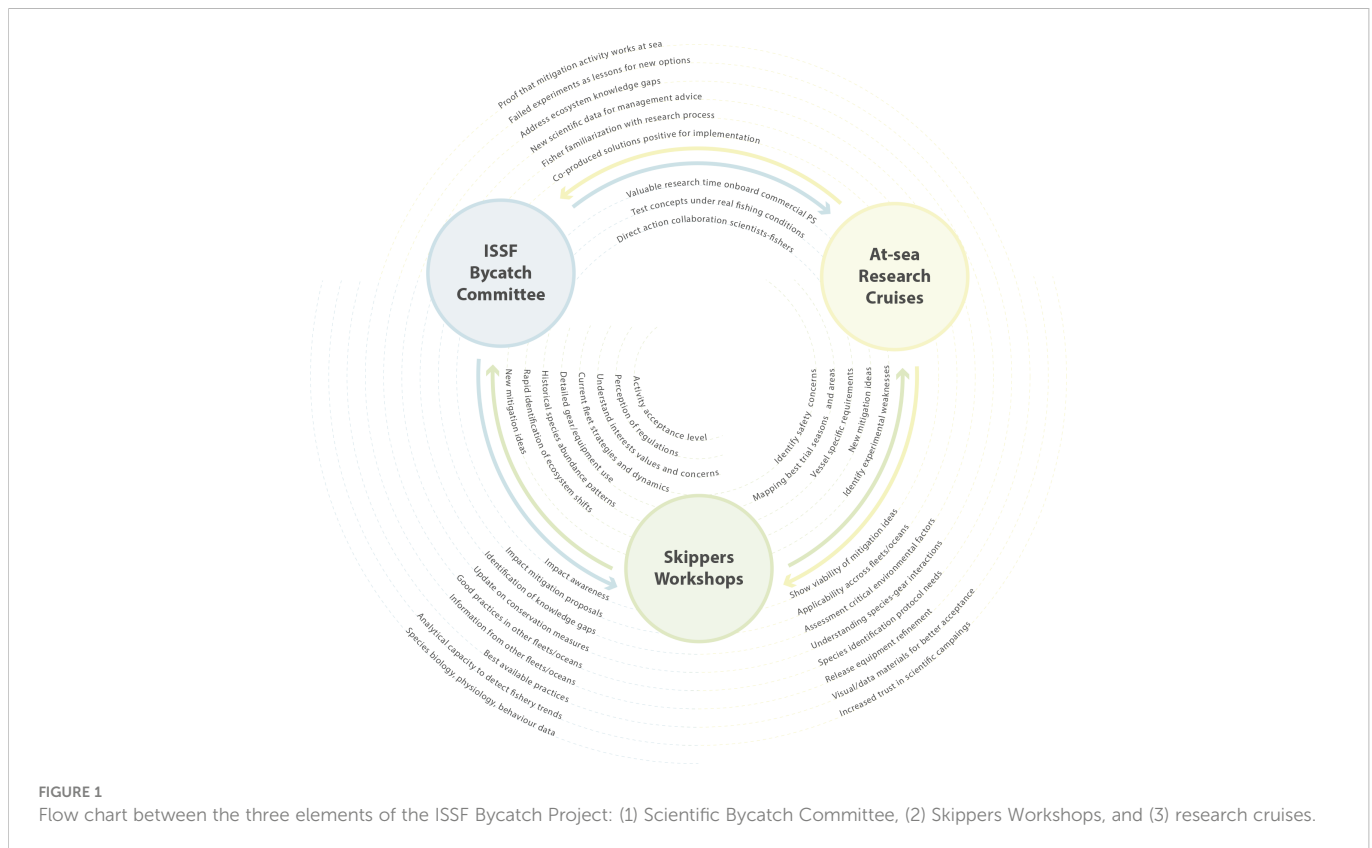 Proof that mitigation activity works at sea
Failed experiments as lessons for new options
Address ecosystem knowledge gaps
New scientific data for management advice
Fisher familiarization with research process
Co-produced solutions positive for implementation
Valuable research time onboard commercial PS
Test concepts under real fishing conditions
Direct action collaboration scientists-fishers
ISSF
Bycatch
Committee
At-sea
Research
Cruises
New mitigation ideas
Rapid identification of ecosystem shifts
Historical species abundance patterns
Detailed gear/equipment use
Current fleet strategies and dynamics
Understand interests values and concerns
Perception of regulations
Activity acceptance level
Identify safety concerns
Mapping best trial seasons and areas
Vessel specific requirements
New mitigation ideas
Identify experimental weaknesses
Skippers
Workshops
Impact awareness
Impact mitigation proposals
Identification of knowledge gaps
Update on conservation measures
Good practices in other fleets/oceans
Information from other fleets/oceans
Best available practices
Analytical capacity to detect fishery trends
Species biology, physiology, behaviour data
Show viability of mitigation ideas
Applicability accross fleets/oceans
Assessment critical environmental factors
Understanding species-gear interactions
Species identification protocol needs
Release equipment refinement
Visual/data materials for better acceptance
Increased trust in scientific campaings
FIGURE 1
Flow chart between the three elements of the ISSF Bycatch Project: (1) Scientific Bycatch Committee, (2) Skippers Workshops, and (3) research cruises.